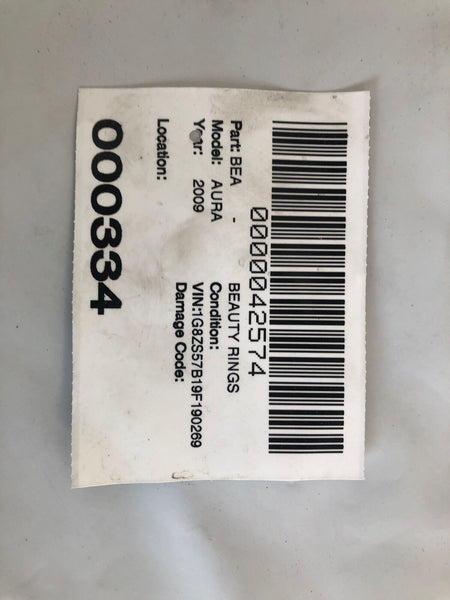 0000042574
Part: BEA - BEAUTY RINGS
Model: AURA Condition:
Year: 2009 VIN:1G8ZS57B19F190269
Damage Code:
Location:
000334